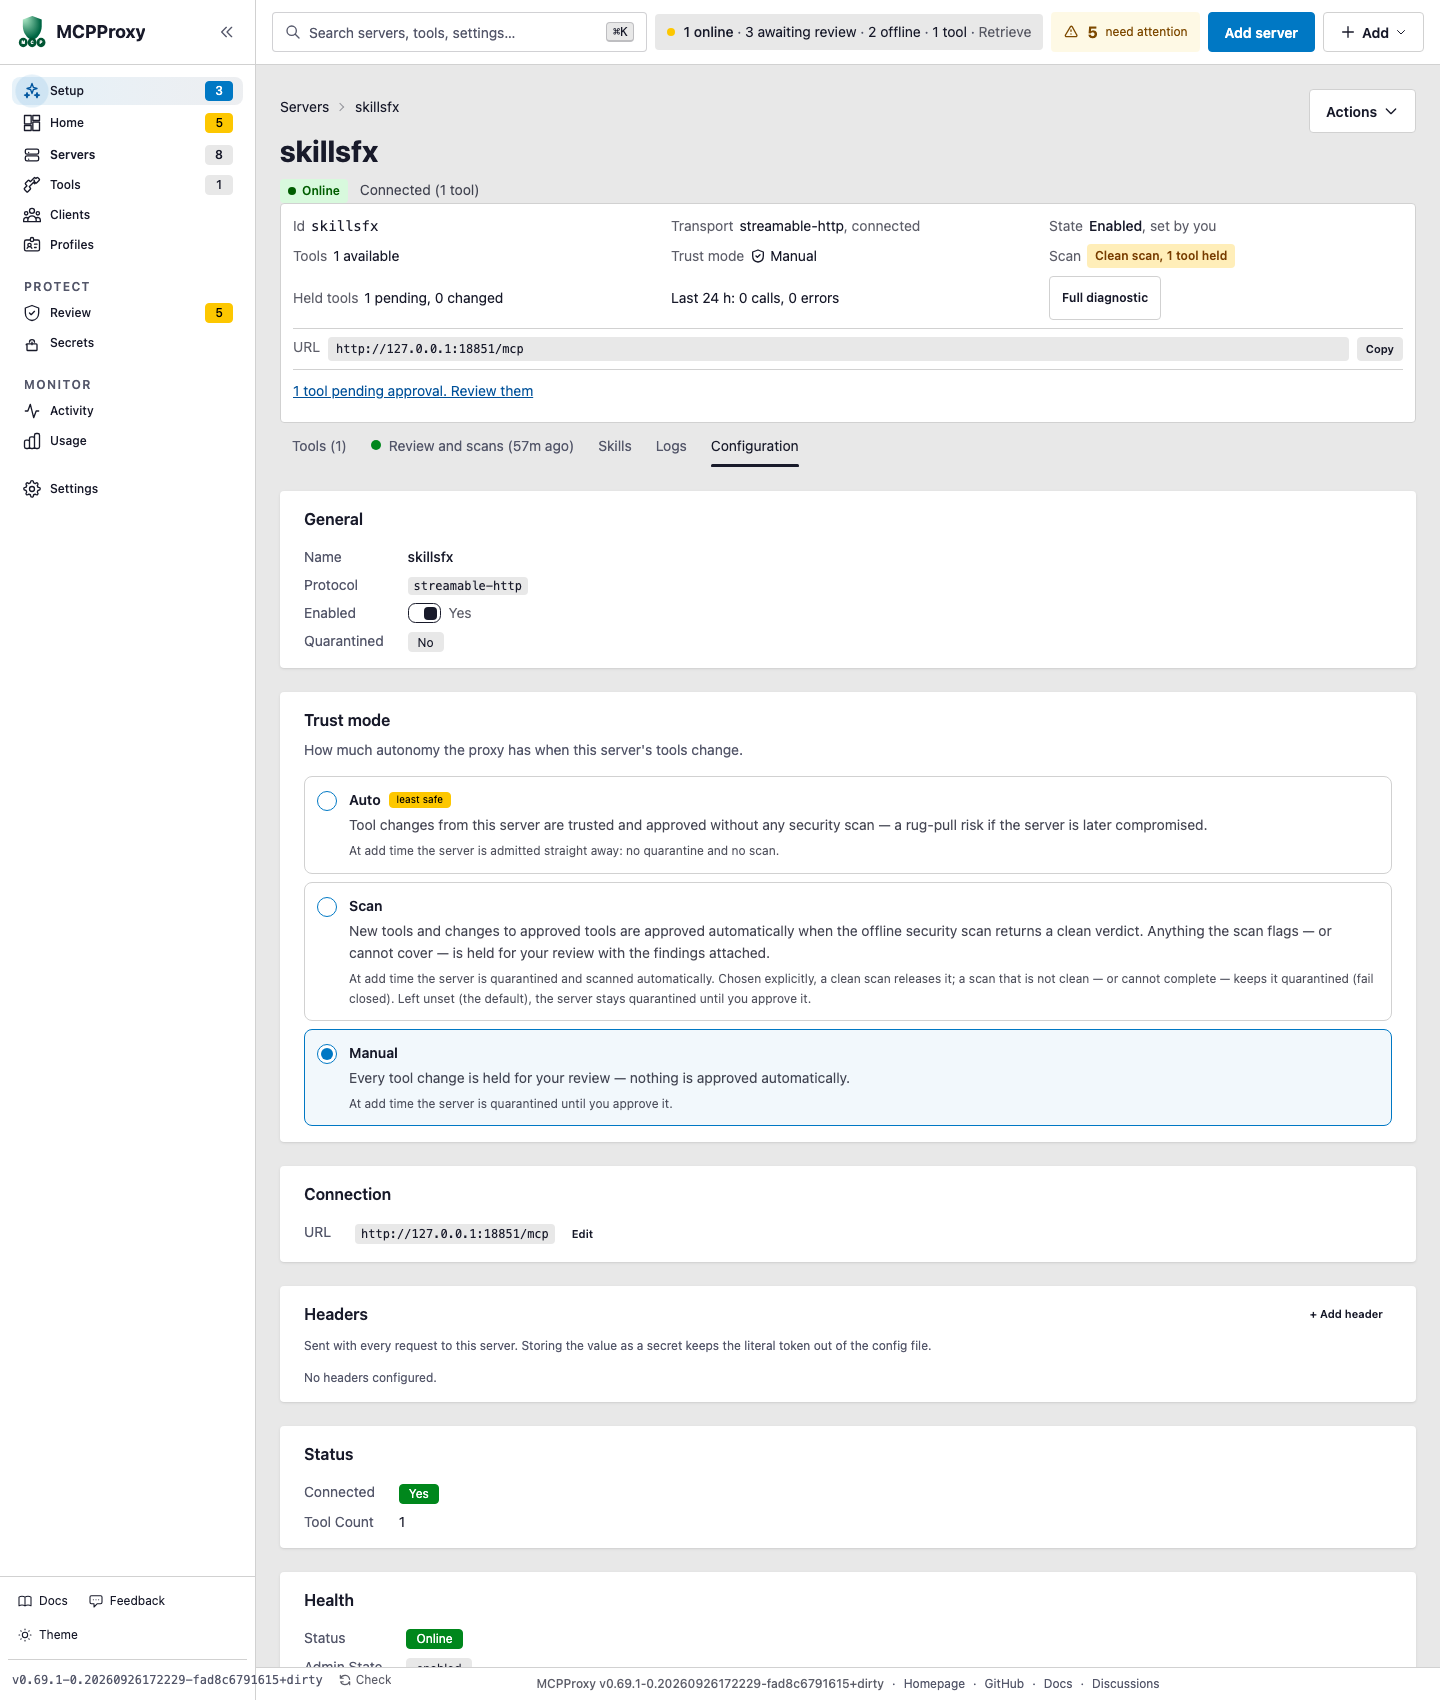 MCPProxy
Search servers, tools, settings... ⌘K
1 online · 3 awaiting review · 2 offline · 1 tool · Retrieve
5 need attention
Add server
+ Add
Setup 3
Home 5
Servers 8
Tools 1
Clients
Profiles
PROTECT
Review 5
Secrets
MONITOR
Activity
Usage
Settings
Docs
Feedback
Theme
v0.69.1-0.20260926172229-fad8c6791615+dirty Check
Servers > skillsfx
Actions
skillsfx
Online Connected (1 tool)
Id skillsfx
Transport streamable-http, connected
State Enabled, set by you
Tools 1 available
Trust mode Manual
Scan Clean scan, 1 tool held
Held tools 1 pending, 0 changed
Last 24 h: 0 calls, 0 errors
Full diagnostic
URL http://127.0.0.1:18851/mcp Copy
1 tool pending approval. Review them
Tools (1) Review and scans (57m ago) Skills Logs Configuration
General
Name skillsfx
Protocol streamable-http
Enabled Yes
Quarantined No
Trust mode
How much autonomy the proxy has when this server's tools change.
Auto least safe
Tool changes from this server are trusted and approved without any security scan — a rug-pull risk if the server is later compromised.
At add time the server is admitted straight away: no quarantine and no scan.
Scan
New tools and changes to approved tools are approved automatically when the offline security scan returns a clean verdict. Anything the scan flags — or
cannot cover — is held for your review with the findings attached.
At add time the server is quarantined and scanned automatically. Chosen explicitly, a clean scan releases it; a scan that is not clean — or cannot complete — keeps it quarantined (fail
closed). Left unset (the default), the server stays quarantined until you approve it.
Manual
Every tool change is held for your review — nothing is approved automatically.
At add time the server is quarantined until you approve it.
Connection
URL http://127.0.0.1:18851/mcp Edit
Headers + Add header
Sent with every request to this server. Storing the value as a secret keeps the literal token out of the config file.
No headers configured.
Status
Connected Yes
Tool Count 1
Health
Status Online
Admin State enabled
MCPProxy v0.69.1-0.20260926172229-fad8c6791615+dirty · Homepage · GitHub · Docs · Discussions